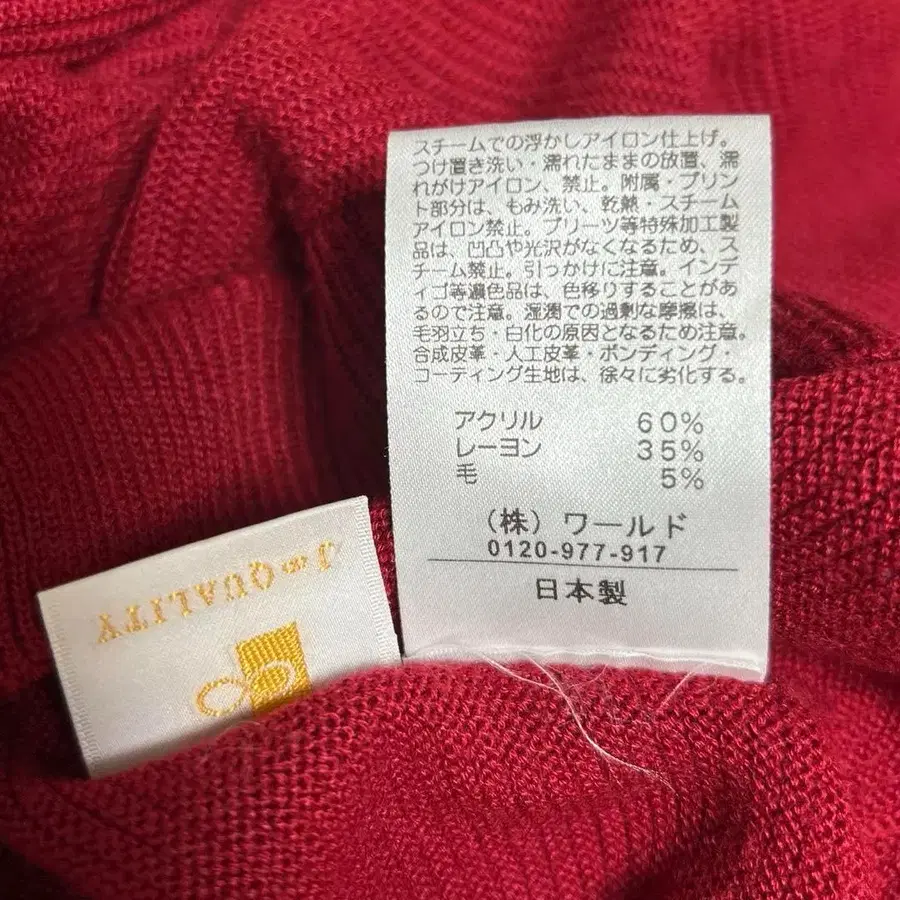 スチームでの浮かしアイロン仕上げ。
つけ置き洗い・濡れたままの放置、濡
れがけアイロン、禁止。附属・プリン
ト部分は、もみ洗い、乾熱・スチーム
アイロン禁止。プリーツ等特殊加工製
品は、凹凸や光沢がなくなるため、ス
チーム禁止。引っかけに注意。インデ
ィゴ等濃色品は、色移りすることがあ
るので注意。湿潤での過剰な摩擦は、
毛羽立ち・白化の原因となるため注意。
合成皮革・人工皮革・ボンディング・
コーティング生地は、徐々に劣化する。
アクリル 60%
レーヨン 35%
毛 5%
(株)ワールド
0120-977-917
日本製
J∞QUALITY